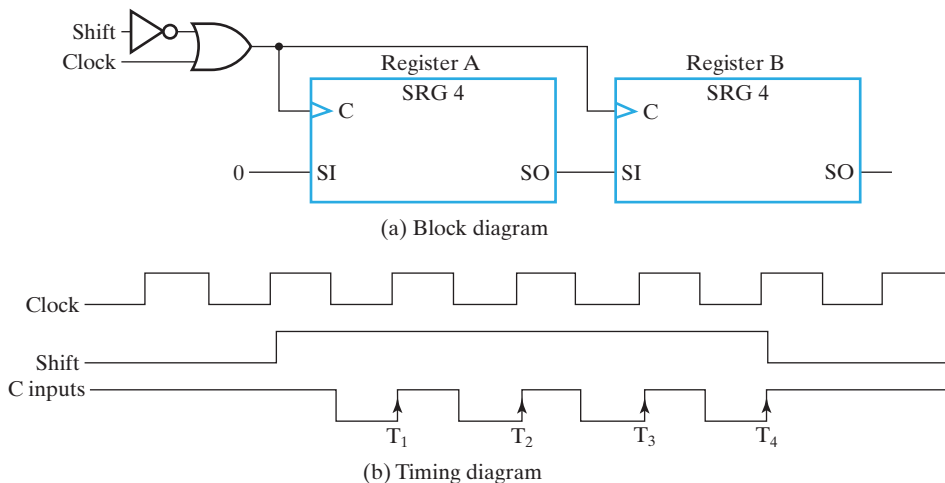 Shift
Clock
Register A
SRG 4
C
0
SI
SO
Register B
SRG 4
C
SI
SO
(a) Block diagram
Clock
Shift
C inputs
T1
T2
T3
T4
(b) Timing diagram